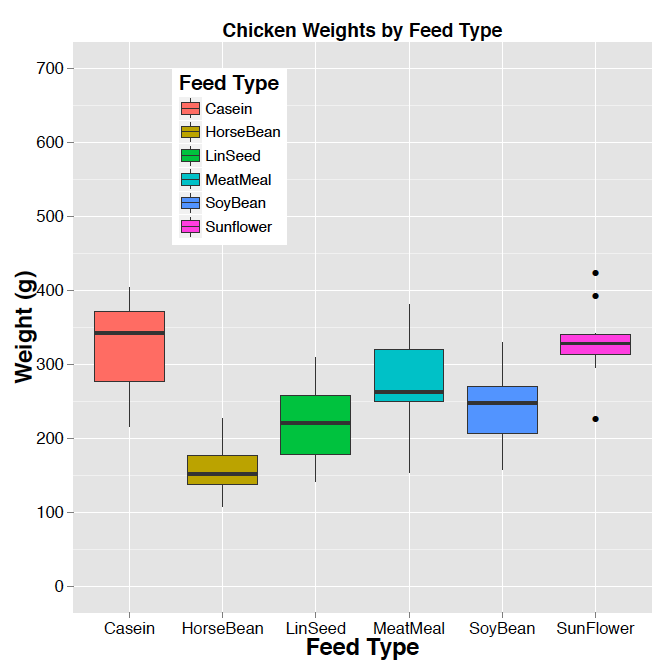 Chicken Weights by Feed Type
700
600
500
400
300
200
100
0
Weight (g)
Feed Type
Casein
HorseBean
LinSeed
MeatMeal
SoyBean
Sunflower
Casein HorseBean LinSeed MeatMeal SoyBean SunFlower
Feed Type